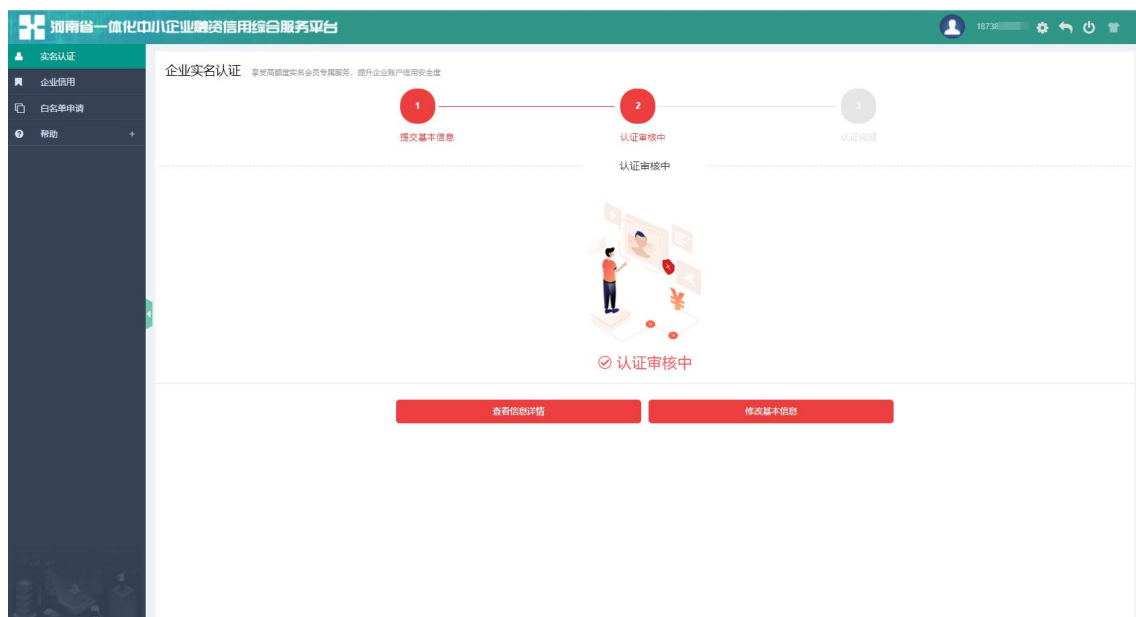 河南省一体化中小企业融资信用综合服务平台
18738
实名认证
企业信用
白名单申请
帮助 +
企业实名认证 享受高额度实名会员专属服务，提升企业账户信用安全度
1 2 3
提交基本信息 认证审核中 认证完成
认证审核中
认证审核中
查看信息详情 修改基本信息